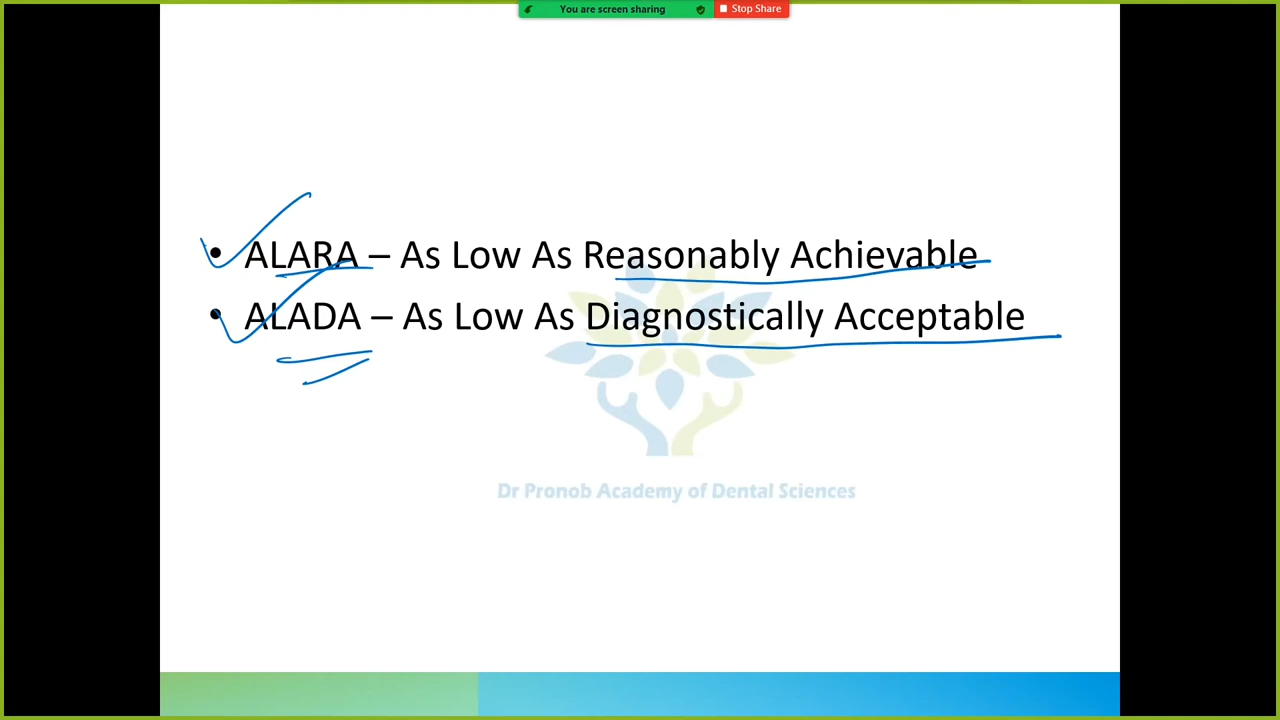 You are screen sharing Stop Share
• ALARA – As Low As Reasonably Achievable
• ALADA – As Low As Diagnostically Acceptable
Dr Pronob Academy of Dental Sciences